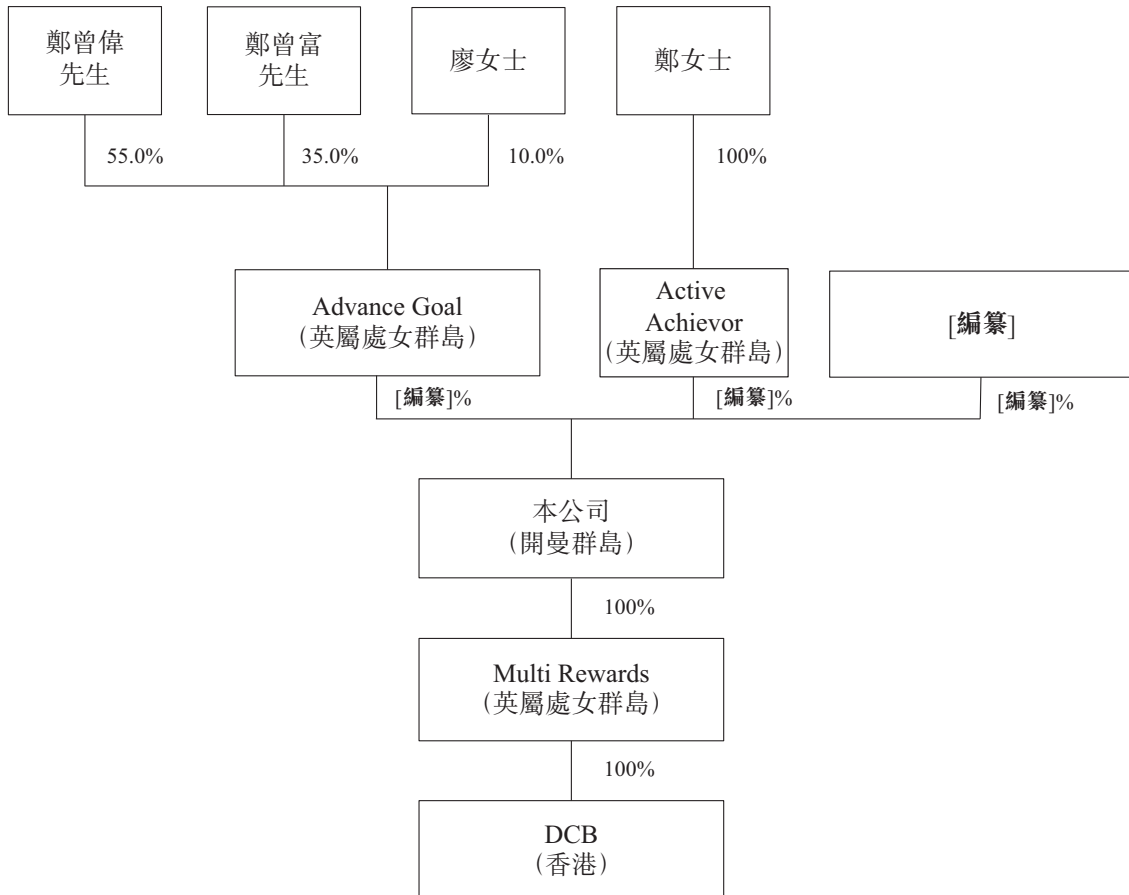 鄭曾偉
先生
鄭曾富
先生
廖女士
鄭女士
55.0%
35.0%
10.0%
100%
Advance Goal
(英屬處女群島)
Active
Achievor
(英屬處女群島)
[編纂]
[編纂]%
[編纂]%
[編纂]%
本公司
(開曼群島)
100%
Multi Rewards
(英屬處女群島)
100%
DCB
(香港)